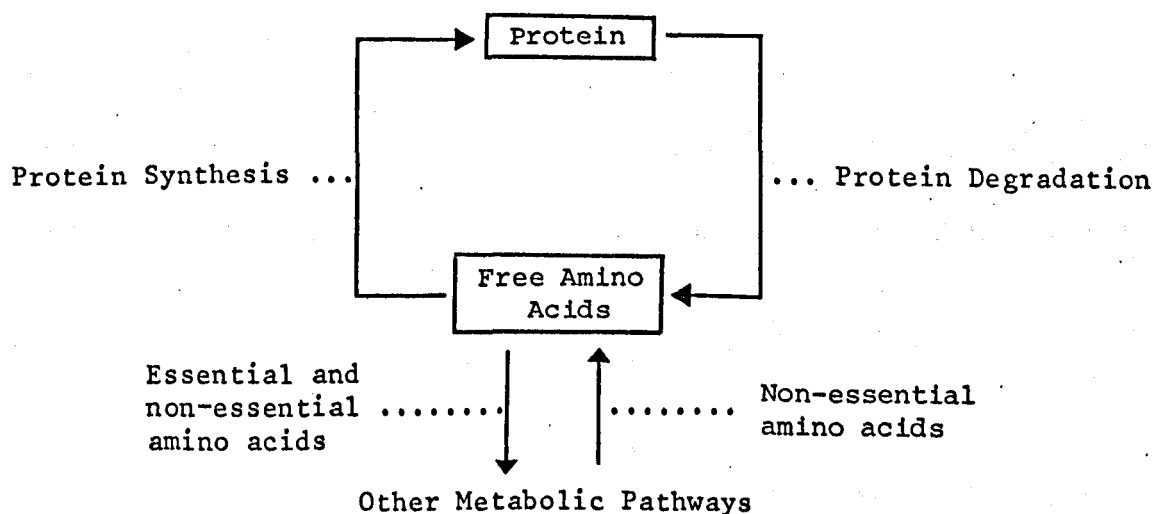 Protein
Protein Synthesis ...
... Protein Degradation
Free Amino
Acids
Essential and
non-essential ........
amino acids
........ Non-essential
amino acids
Other Metabolic Pathways